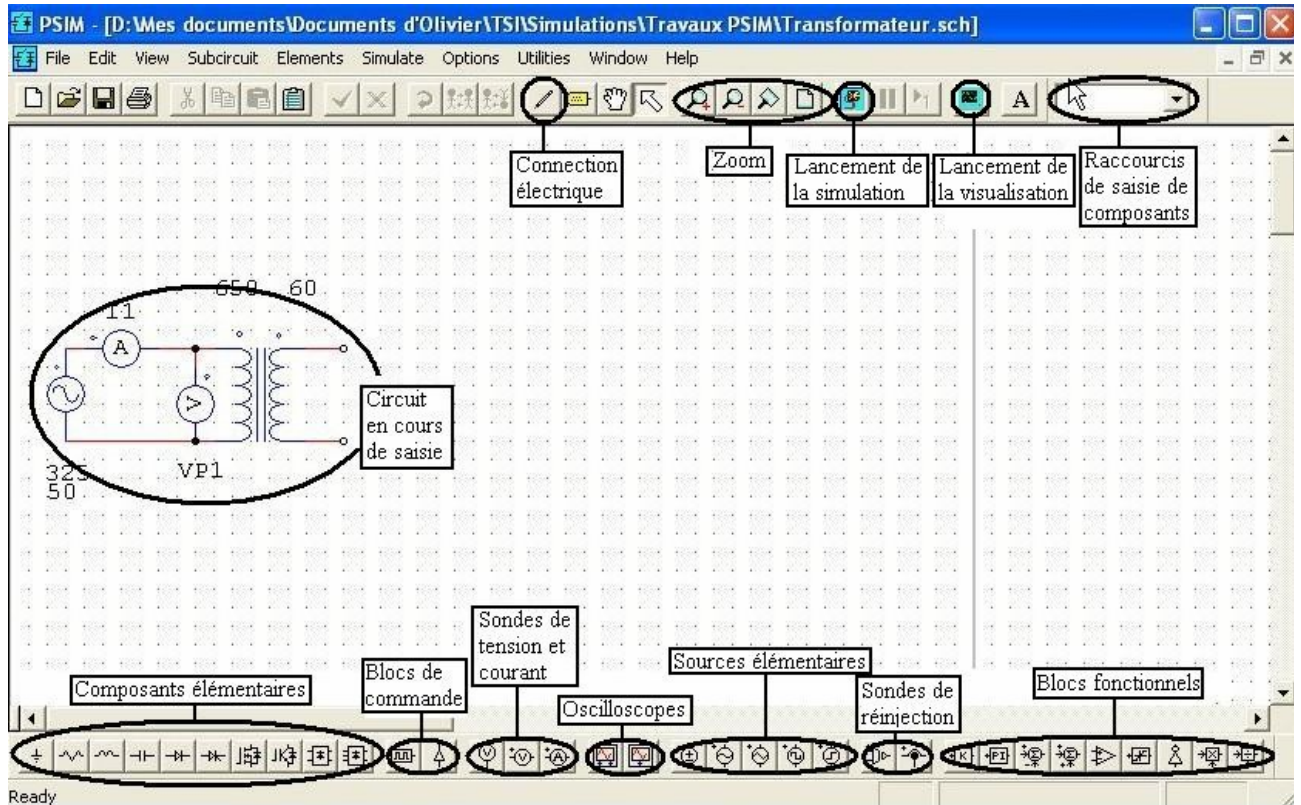 PSIM - [D:\Mes documents\Documents d'Olivier\TSI\Simulations\Travaux PSIM\Transformateur.sch]
File Edit View Subcircuit Elements Simulate Options Utilities Window Help
A
Connection
électrique
Zoom
Lancement de
la simulation
Lancement de
la visualisation
Raccourcis
de saisie de
composants
650 60
I1
A
V
Circuit
en cours
de saisie
325
50
VP1
Sondes de
tension et
courant
Blocs de
commande
Composants élémentaires
Oscilloscopes
Sources élémentaires
Sondes de
réinjection
Blocs fonctionnels
V V A K PI
Ready